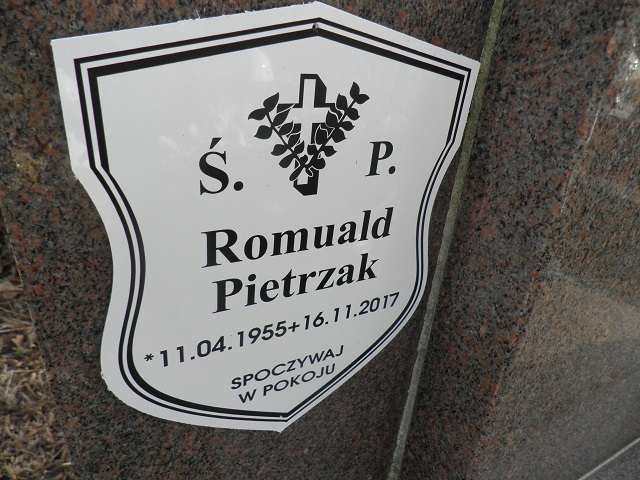 Ś. P.
Romuald
Pietrzak
*11.04.1955+16.11.2017
SPOCZYWAJ
W POKOJU